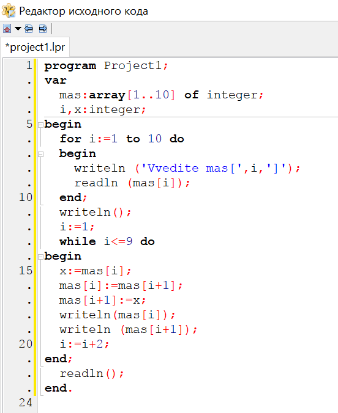 Редактор исходного кода
*project1.lpr
1 program Project1;
. var
. mas:array[1..10] of integer;
. i,x:integer;
5 begin
. for i:=1 to 10 do
. begin
. writeln ('Vvedite mas[',i,']');
. readln (mas[i]);
10 end;
. writeln();
. i:=1;
. while i<=9 do
. begin
15 x:=mas[i];
. mas[i]:=mas[i+1];
. mas[i+1]:=x;
. writeln(mas[i]);
. writeln (mas[i+1]);
20 i:=i+2;
. end;
. readln();
. end.
24